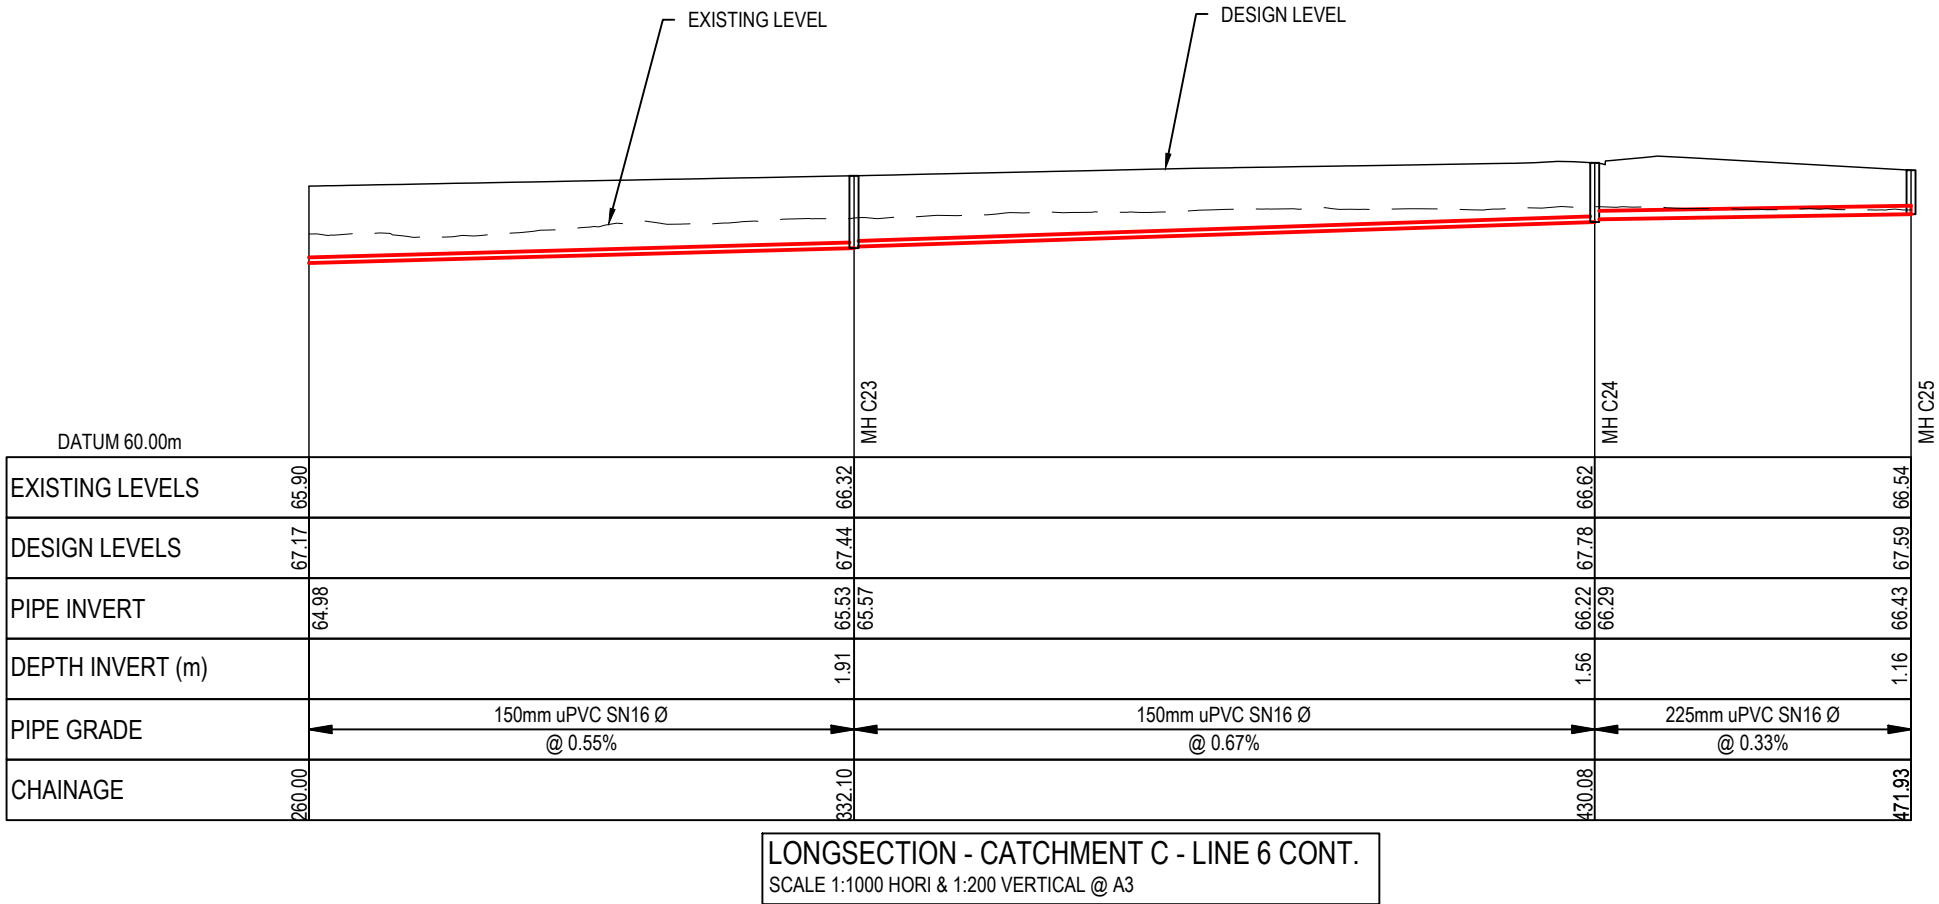 EXISTING LEVEL
DESIGN LEVEL
MH C23
MH C24
MH C25
DATUM 60.00m
EXISTING LEVELS 65.90 66.32 66.62 66.54
DESIGN LEVELS 67.17 67.44 67.78 67.59
PIPE INVERT 64.98 65.53 65.57 66.22 66.29 66.43
DEPTH INVERT (m) 1.91 1.56 1.16
PIPE GRADE
150mm uPVC SN16 Ø
@ 0.55%
150mm uPVC SN16 Ø
@ 0.67%
225mm uPVC SN16 Ø
@ 0.33%
CHAINAGE 260.00 332.10 430.08 471.93
LONGSECTION - CATCHMENT C - LINE 6 CONT.
SCALE 1:1000 HORI & 1:200 VERTICAL @ A3